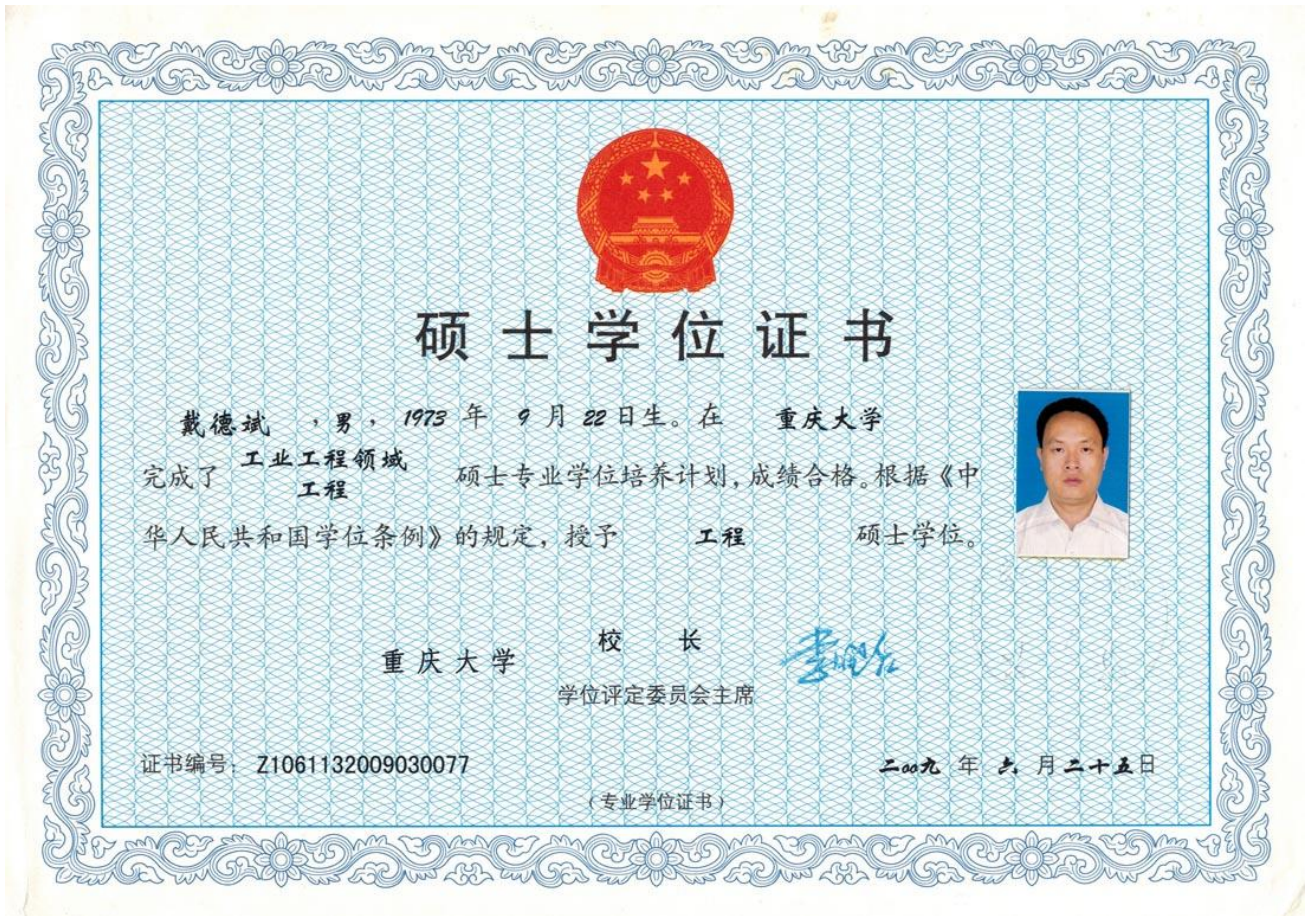 硕士学位证书
戴德斌 ,男, 1973 年 9 月 22 日生。在 重庆大学
完成了 工业工程领域
工程 硕士专业学位培养计划,成绩合格。根据《中
华人民共和国学位条例》的规定,授予 工程 硕士学位。
重庆大学 校长
学位评定委员会主席
证书编号: Z1061132009030077 二〇〇九 年 六 月 二十五日
(专业学位证书)